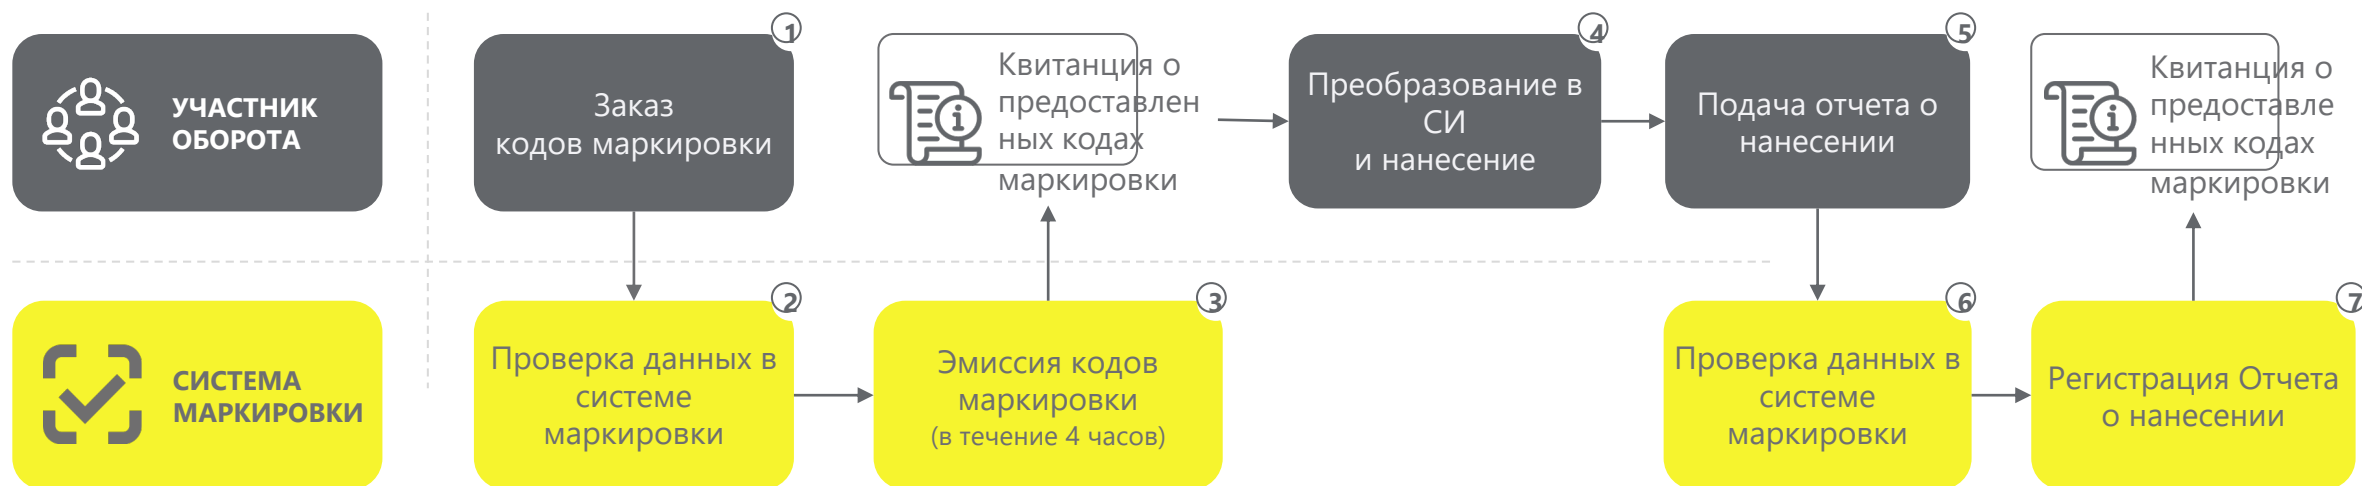 УЧАСТНИК
ОБОРОТА
1
Заказ
кодов маркировки
Квитанция о
предоставлен
ных кодах
маркировки
4
Преобразование в
СИ
и нанесение
5
Подача отчета о
нанесении
Квитанция о
предоставле
нных кодах
маркировки
СИСТЕМА
МАРКИРОВКИ
2
Проверка данных в
системе
маркировки
3
Эмиссия кодов
маркировки
(в течение 4 часов)
6
Проверка данных в
системе
маркировки
7
Регистрация Отчета
о нанесении